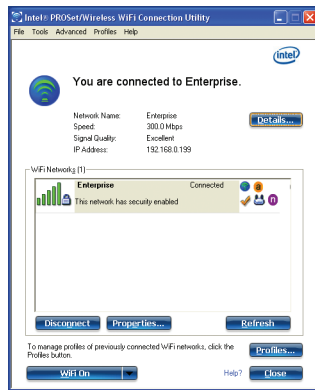 Intel® PROSet/Wireless WiFi Connection Utility
File Tools Advanced Profiles Help
intel
You are connected to Enterprise.
Network Name: Enterprise
Speed: 300.0 Mbps
Signal Quality: Excellent
IP Address: 192.168.0.199
Details...
WiFi Networks (1)
Enterprise Connected
This network has security enabled
a
n
Disconnect Properties... Refresh
To manage profiles of previously connected WiFi networks, click the
Profiles button.
Profiles...
WiFi On Help? Close